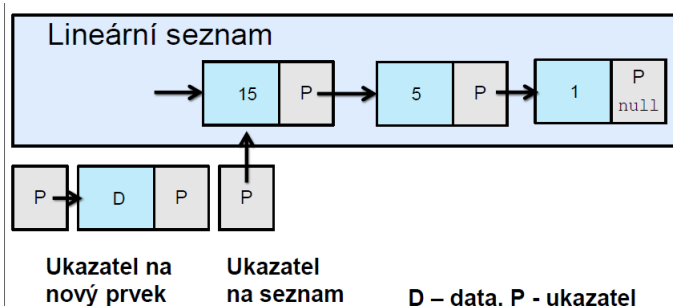 Lineární seznam
15 P 5 P 1 P
null
P D P P
Ukazatel na Ukazatel
nový prvek na seznam D – data, P - ukazatel